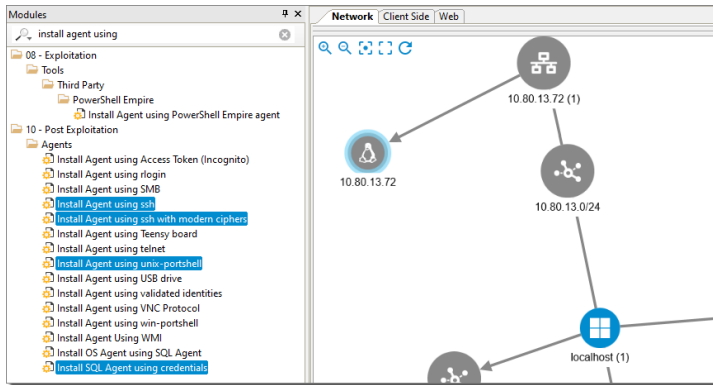 Modules
install agent using
08 - Exploitation
Tools
Third Party
PowerShell Empire
Install Agent using PowerShell Empire agent
10 - Post Exploitation
Agents
Install Agent using Access Token (Incognito)
Install Agent using rlogin
Install Agent using SMB
Install Agent using ssh
Install Agent using ssh with modern ciphers
Install Agent using Teensy board
Install Agent using telnet
Install Agent using unix-portshell
Install Agent using USB drive
Install Agent using validated identities
Install Agent using VNC Protocol
Install Agent using win-portshell
Install Agent Using WMI
Install OS Agent using SQL Agent
Install SQL Agent using credentials
Network Client Side Web
10.80.13.72 (1)
10.80.13.72
10.80.13.0/24
localhost (1)